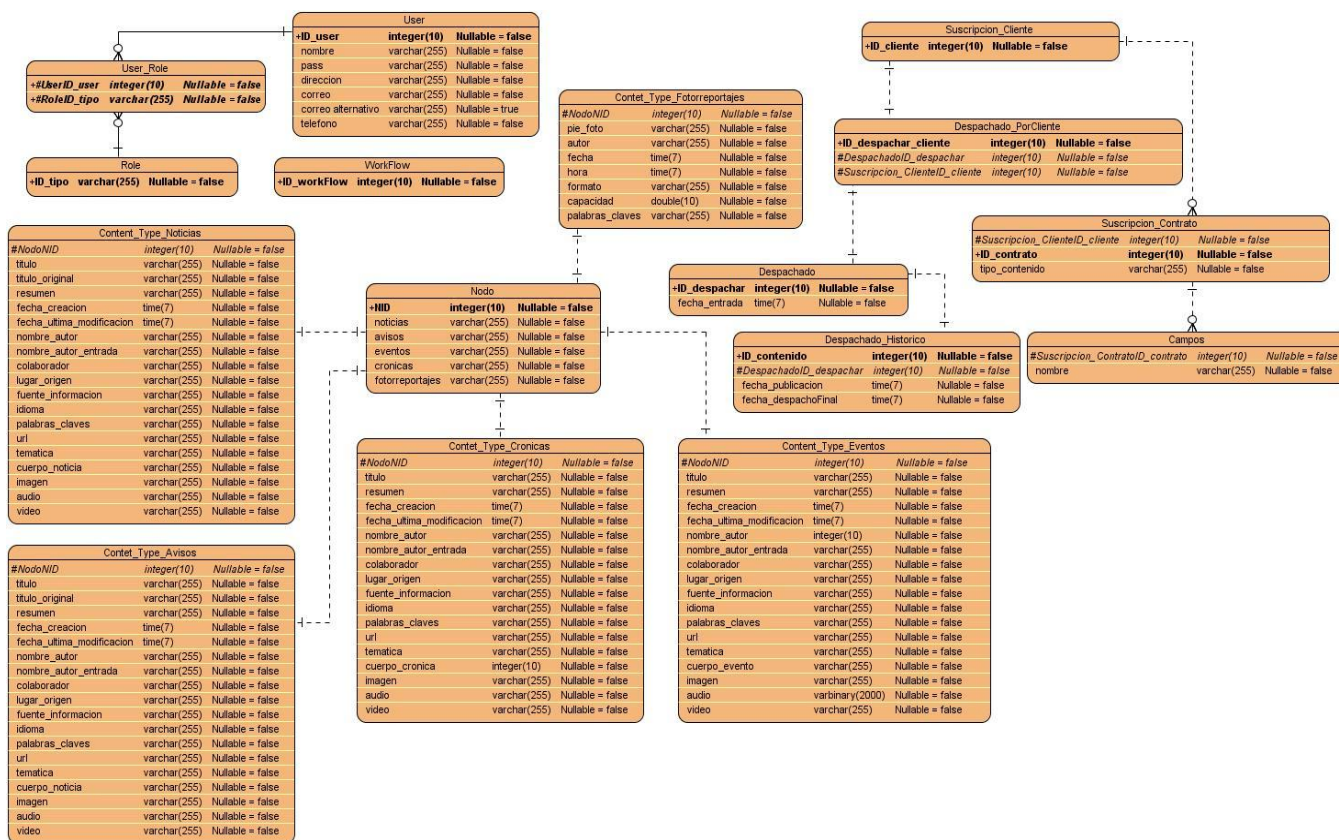 User
+ID_user integer(10) Nullable = false
nombre varchar(255) Nullable = false
pass varchar(255) Nullable = false
direccion varchar(255) Nullable = false
correo varchar(255) Nullable = false
correo alternativo varchar(255) Nullable = true
telefono varchar(255) Nullable = false
User_Role
+#UserID_user integer(10) Nullable = false
+#RoleID_tipo varchar(255) Nullable = false
Role
+ID_tipo varchar(255) Nullable = false
WorkFlow
+ID_workFlow integer(10) Nullable = false
Contet_Type_Fotorreportajes
#NodoNID integer(10) Nullable = false
pie_foto varchar(255) Nullable = false
autor varchar(255) Nullable = false
fecha time(7) Nullable = false
hora time(7) Nullable = false
formato varchar(255) Nullable = false
capacidad double(10) Nullable = false
palabras_claves varchar(255) Nullable = false
Suscripcion_Cliente
+ID_cliente integer(10) Nullable = false
Despachado_PorCliente
+ID_despachar_cliente integer(10) Nullable = false
#DespachadoID_despachar integer(10) Nullable = false
#Suscripcion_ClienteID_cliente integer(10) Nullable = false
Suscripcion_Contrato
#Suscripcion_ClienteID_cliente integer(10) Nullable = false
+ID_contrato integer(10) Nullable = false
tipo_contenido varchar(255) Nullable = false
Despachado
+ID_despachar integer(10) Nullable = false
fecha_entrada time(7) Nullable = false
Despachado_Historico
+ID_contenido integer(10) Nullable = false
#DespachadoID_despachar integer(10) Nullable = false
fecha_publicacion time(7) Nullable = false
fecha_despachoFinal time(7) Nullable = false
Campos
#Suscripcion_ContratoID_contrato integer(10) Nullable = false
nombre varchar(255) Nullable = false
Content_Type_Noticias
#NodoNID integer(10) Nullable = false
titulo varchar(255) Nullable = false
titulo_original varchar(255) Nullable = false
resumen varchar(255) Nullable = false
fecha_creacion time(7) Nullable = false
fecha_ultima_modificacion time(7) Nullable = false
nombre_autor varchar(255) Nullable = false
nombre_autor_entrada varchar(255) Nullable = false
colaborador varchar(255) Nullable = false
lugar_origen varchar(255) Nullable = false
fuente_informacion varchar(255) Nullable = false
idioma varchar(255) Nullable = false
palabras_claves varchar(255) Nullable = false
url varchar(255) Nullable = false
tematica varchar(255) Nullable = false
cuerpo_noticia varchar(255) Nullable = false
imagen varchar(255) Nullable = false
audio varchar(255) Nullable = false
video varchar(255) Nullable = false
Nodo
+NID integer(10) Nullable = false
noticias varchar(255) Nullable = false
avisos varchar(255) Nullable = false
eventos varchar(255) Nullable = false
cronicas varchar(255) Nullable = false
fotorreportajes varchar(255) Nullable = false
Contet_Type_Avisos
#NodoNID integer(10) Nullable = false
titulo varchar(255) Nullable = false
titulo_original varchar(255) Nullable = false
resumen varchar(255) Nullable = false
fecha_creacion time(7) Nullable = false
fecha_ultima_modificacion time(7) Nullable = false
nombre_autor varchar(255) Nullable = false
nombre_autor_entrada varchar(255) Nullable = false
colaborador varchar(255) Nullable = false
lugar_origen varchar(255) Nullable = false
fuente_informacion varchar(255) Nullable = false
idioma varchar(255) Nullable = false
palabras_claves varchar(255) Nullable = false
url varchar(255) Nullable = false
tematica varchar(255) Nullable = false
cuerpo_noticia varchar(255) Nullable = false
imagen varchar(255) Nullable = false
audio varchar(255) Nullable = false
video varchar(255) Nullable = false
Contet_Type_Cronicas
#NodoNID integer(10) Nullable = false
titulo varchar(255) Nullable = false
resumen varchar(255) Nullable = false
fecha_creacion time(7) Nullable = false
fecha_ultima_modificacion time(7) Nullable = false
nombre_autor varchar(255) Nullable = false
nombre_autor_entrada varchar(255) Nullable = false
colaborador varchar(255) Nullable = false
lugar_origen varchar(255) Nullable = false
fuente_informacion varchar(255) Nullable = false
idioma varchar(255) Nullable = false
palabras_claves varchar(255) Nullable = false
url varchar(255) Nullable = false
tematica varchar(255) Nullable = false
cuerpo_cronica integer(10) Nullable = false
imagen varchar(255) Nullable = false
audio varchar(255) Nullable = false
video varchar(255) Nullable = false
Content_Type_Eventos
#NodoNID integer(10) Nullable = false
titulo varchar(255) Nullable = false
resumen varchar(255) Nullable = false
fecha_creacion time(7) Nullable = false
fecha_ultima_modificacion time(7) Nullable = false
nombre_autor integer(10) Nullable = false
nombre_autor_entrada varchar(255) Nullable = false
colaborador varchar(255) Nullable = false
lugar_origen varchar(255) Nullable = false
fuente_informacion varchar(255) Nullable = false
idioma varchar(255) Nullable = false
palabras_claves varchar(255) Nullable = false
url varchar(255) Nullable = false
tematica varchar(255) Nullable = false
cuerpo_evento varchar(255) Nullable = false
imagen varchar(255) Nullable = false
audio varbinary(2000) Nullable = false
video varchar(255) Nullable = false